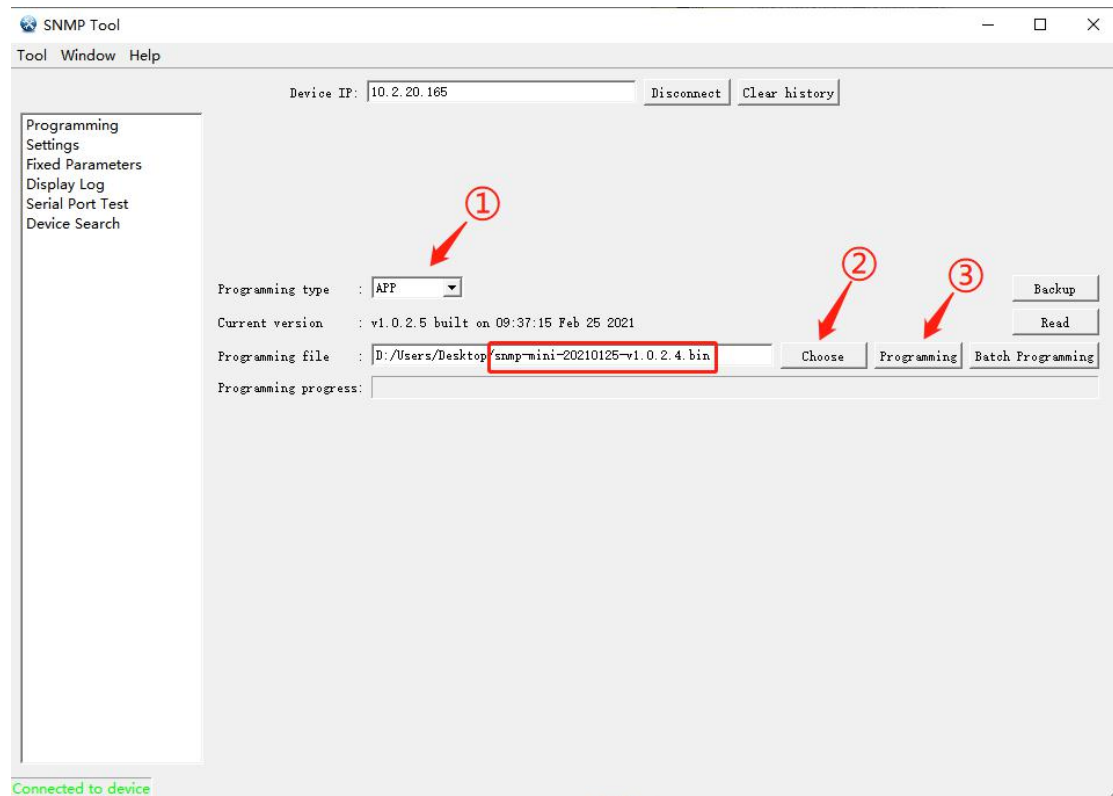 SNMP Tool
Tool Window Help
Device IP: 10.2.20.165 Disconnect Clear history
Programming
Settings
Fixed Parameters
Display Log
Serial Port Test
Device Search
①
②
③
Programming type : APP Backup
Current version : v1.0.2.5 built on 09:37:15 Feb 25 2021 Read
Programming file : D:/Users/Desktop/snmp-mini-20210125-v1.0.2.4.bin Choose Programming Batch Programming
Programming progress:
Connected to device